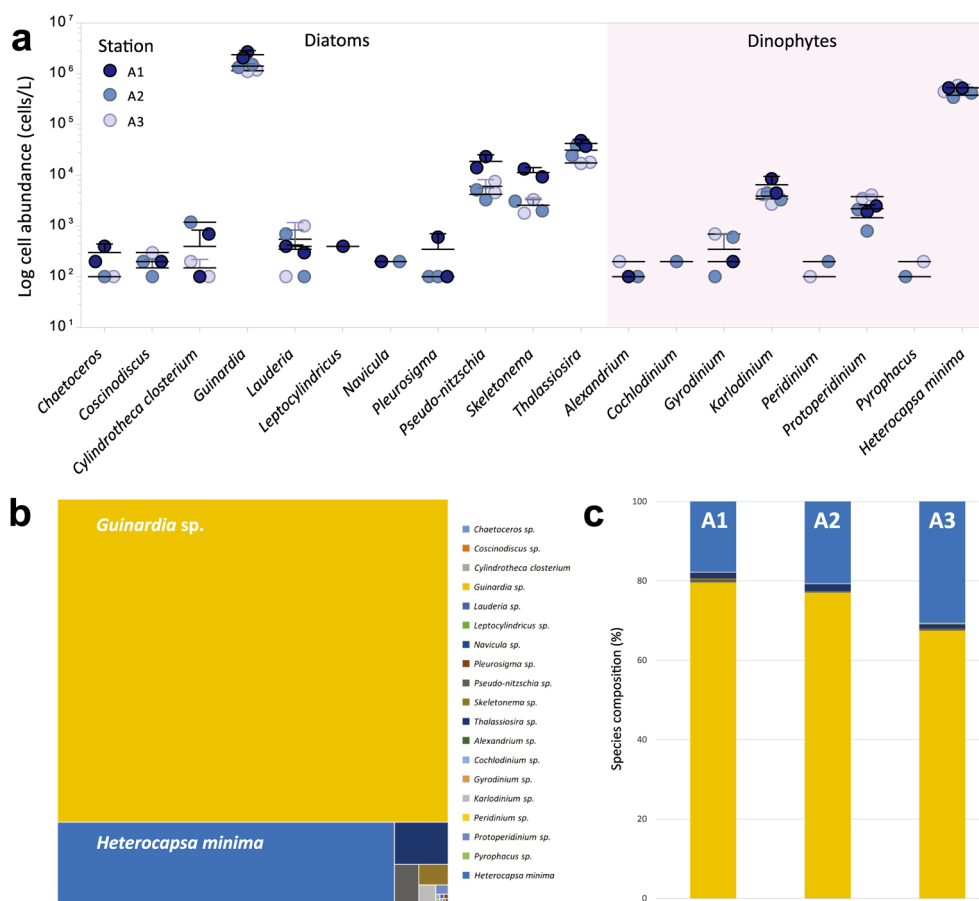 a
Diatoms
Dinophytes
Station
A1
A2
A3
Log cell abundance (cells/L)
10⁷
10⁶
10⁵
10⁴
10³
10²
10¹
Chaetoceros
Coscinodiscus
Cylindrotheca closterium
Guinardia
Lauderia
Leptocylindricus
Navicula
Pleurosigma
Pseudo-nitzschia
Skeletonema
Thalassiosira
Alexandrium
Cochlodinium
Gyrodinium
Karlodinium
Peridinium
Protoperidinium
Pyrophacus
Heterocapsa minima
b
Guinardia sp.
Heterocapsa minima
Chaetoceros sp.
Coscinodiscus sp.
Cylindrotheca closterium
Guinardia sp.
Lauderia sp.
Leptocylindricus sp.
Navicula sp.
Pleurosigma sp.
Pseudo-nitzschia sp.
Skeletonema sp.
Thalassiosira sp.
Alexandrium sp.
Cochlodinium sp.
Gyrodinium sp.
Karlodinium sp.
Peridinium sp.
Protoperidinium sp.
Pyrophacus sp.
Heterocapsa minima
c
Species composition (%)
100
80
60
40
20
0
A1
A2
A3